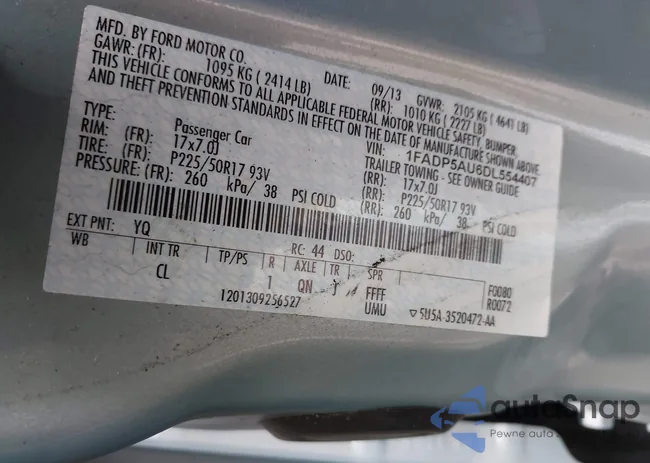 MFD. BY FORD MOTOR CO.
DATE: 09/13 GVWR: 2105 KG ( 4641 LB)
GAWR: (FR): 1095 KG ( 2414 LB) (RR): 1010 KG ( 2227 LB)
THIS VEHICLE CONFORMS TO ALL APPLICABLE FEDERAL MOTOR VEHICLE SAFETY, BUMPER,
AND THEFT PREVENTION STANDARDS IN EFFECT ON THE DATE OF MANUFACTURE SHOWN ABOVE.
VIN: 1FADP5AU6DL554407
TYPE: Passenger Car TRAILER TOWING - SEE OWNER GUIDE
RIM: (FR): 17x7.0J (RR): 17x7.0J
TIRE: (FR): P225/50R17 93V (RR): P225/50R17 93V
PRESSURE: (FR): 260 kPa/ 38 PSI COLD (RR): 260 kPa/ 38 PSI COLD
EXT PNT: YQ RC: 44 DSO:
WB INT TR TP/PS R AXLE TR SPR F0080
CL 1 QN J FFFF R0072
1201309256527 UMU ▽5U5A-3520472-AA
autoSnap
Pewne auto